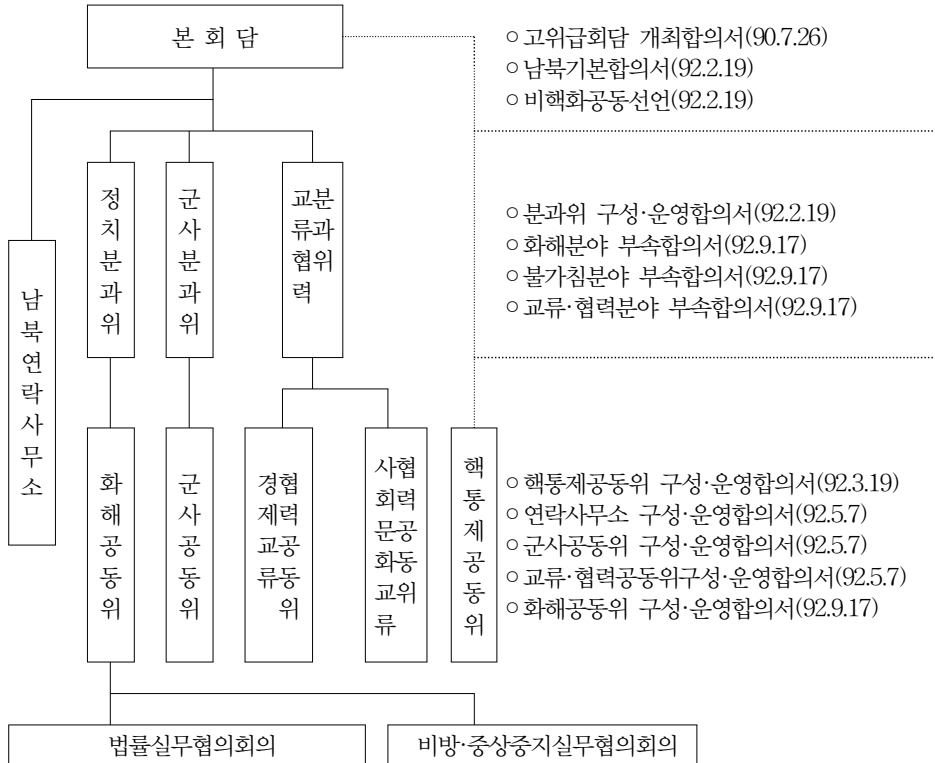 본 회 담
○ 고위급회담 개최합의서(90.7.26)
○ 남북기본합의서(92.2.19)
○ 비핵화공동선언(92.2.19)
남북연락사무소
정치분과위
군사분과위
교류협력
분과위
○ 분과위 구성·운영합의서(92.2.19)
○ 화해분야 부속합의서(92.9.17)
○ 불가침분야 부속합의서(92.9.17)
○ 교류·협력분야 부속합의서(92.9.17)
화해공동위
군사공동위
경제교류
협력공동위
사회문화교류
협력공동위
핵통제공동위
○ 핵통제공동위 구성·운영합의서(92.3.19)
○ 연락사무소 구성·운영합의서(92.5.7)
○ 군사공동위 구성·운영합의서(92.5.7)
○ 교류·협력공동위구성·운영합의서(92.5.7)
○ 화해공동위 구성·운영합의서(92.9.17)
법률실무협의회의
비방·중상중지실무협의회의